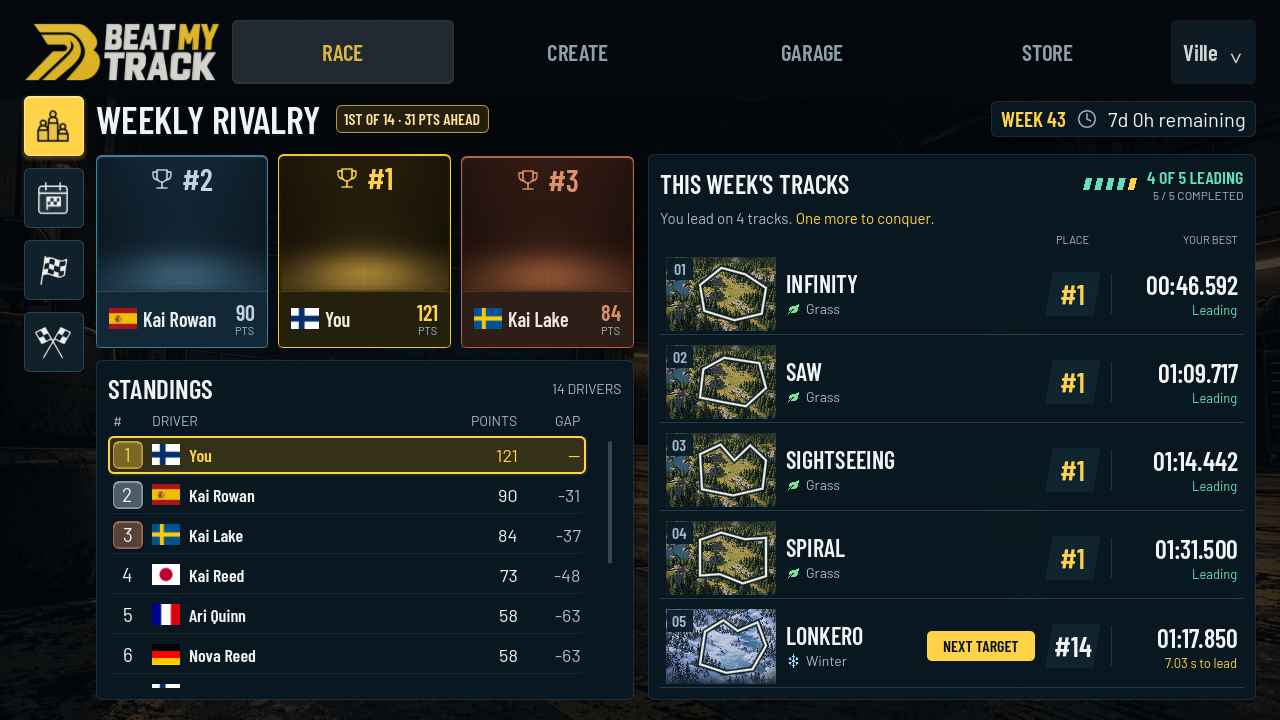 BEATMY
TRACK
RACE
CREATE
GARAGE
STORE
Ville
WEEKLY RIVALRY
1ST OF 14 · 31 PTS AHEAD
WEEK 43
7d 0h remaining
#2
Kai Rowan
90
PTS
#1
You
121
PTS
#3
Kai Lake
84
PTS
STANDINGS
14 DRIVERS
# DRIVER POINTS GAP
1 You 121 –
2 Kai Rowan 90 -31
3 Kai Lake 84 -37
4 Kai Reed 73 -48
5 Ari Quinn 58 -63
6 Nova Reed 58 -63
THIS WEEK'S TRACKS
4 OF 5 LEADING
5 / 5 COMPLETED
You lead on 4 tracks. One more to conquer.
PLACE YOUR BEST
01
INFINITY
Grass
#1
00:46.592
Leading
02
SAW
Grass
#1
01:09.717
Leading
03
SIGHTSEEING
Grass
#1
01:14.442
Leading
04
SPIRAL
Grass
#1
01:31.500
Leading
05
LONKERO
Winter
NEXT TARGET
#14
01:17.850
7.03 s to lead